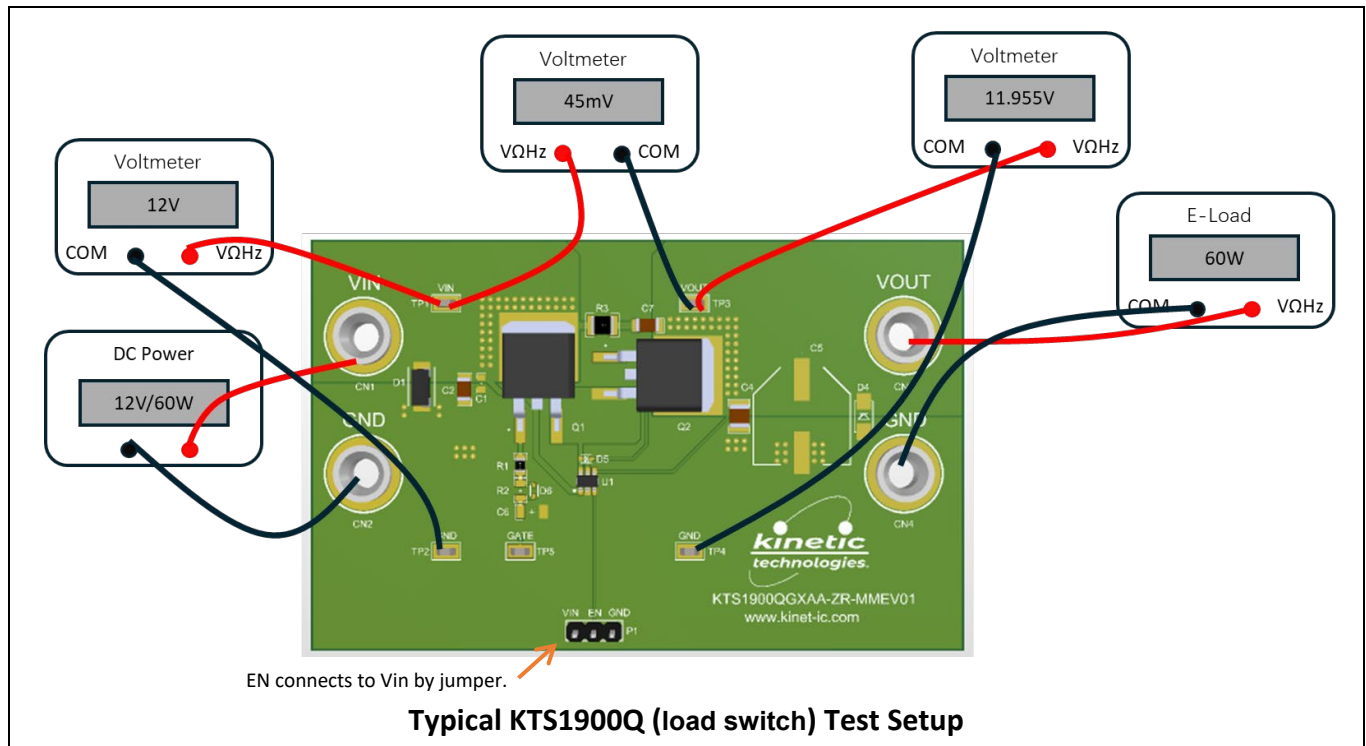 Voltmeter
45mV
VΩHz
COM
Voltmeter
11.955V
COM
VΩHz
Voltmeter
12V
COM
VΩHz
E-Load
60W
COM
VΩHz
DC Power
12V/60W
VIN
CN1
GND
CN2
VIN
TP1
VOUT
TP3
VOUT
GND
CN4
D1
C2
C1
Q1
R3
C7
Q2
C4
C5
D4
D5
U1
R1
R2
D6
C6
+
GND
TP2
GATE
TP5
GND
TP4
kinetic
technologies.
KTS1900QGXAA-ZR-MMEV01
www.kinet-ic.com
VIN EN GND
P1
EN connects to Vin by jumper.
Typical KTS1900Q (load switch) Test Setup